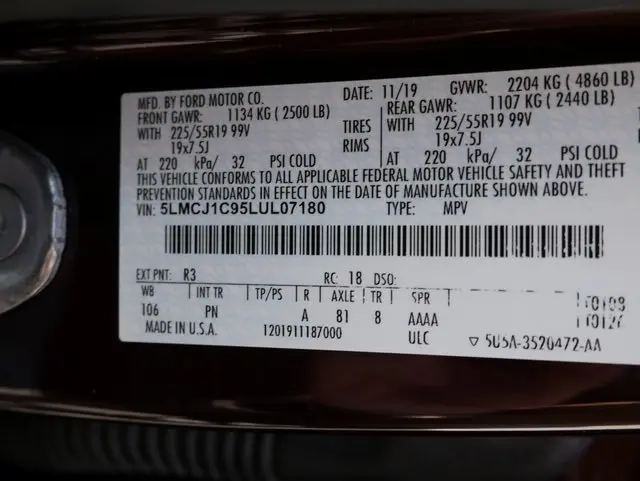 MFD. BY FORD MOTOR CO. DATE: 11/19 GVWR: 2204 KG ( 4860 LB)
FRONT GAWR: 1134 KG ( 2500 LB) REAR GAWR: 1107 KG ( 2440 LB)
WITH 225/55R19 99V TIRES WITH 225/55R19 99V
19x7.5J RIMS 19x7.5J
AT 220 kPa/ 32 PSI COLD AT 220 kPa/ 32 PSI COLD
THIS VEHICLE CONFORMS TO ALL APPLICABLE FEDERAL MOTOR VEHICLE SAFETY AND THEFT
PREVENTION STANDARDS IN EFFECT ON THE DATE OF MANUFACTURE SHOWN ABOVE.
VIN: 5LMCJ1C95LUL07180 TYPE: MPV
EXT PNT: R3 RC: 18 DSO:
WB INT TR TP/PS R AXLE TR SPR
106 PN A 81 8 AAAA
MADE IN U.S.A. 1201911187000 ULC ▽ 5U5A-3520472-AA